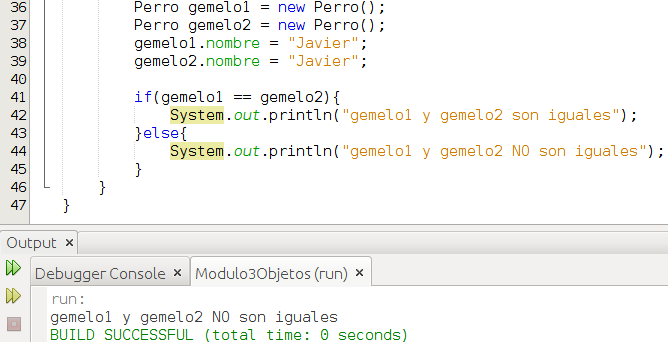 36 Perro gemelo1 = new Perro();
37 Perro gemelo2 = new Perro();
38 gemelo1.nombre = "Javier";
39 gemelo2.nombre = "Javier";
40
41 if(gemelo1 == gemelo2){
42 System.out.println("gemelo1 y gemelo2 son iguales");
43 }else{
44 System.out.println("gemelo1 y gemelo2 NO son iguales");
45 }
46 }
47 }
Output ×
Debugger Console × Modulo3Objetos (run) ×
run:
gemelo1 y gemelo2 NO son iguales
BUILD SUCCESSFUL (total time: 0 seconds)